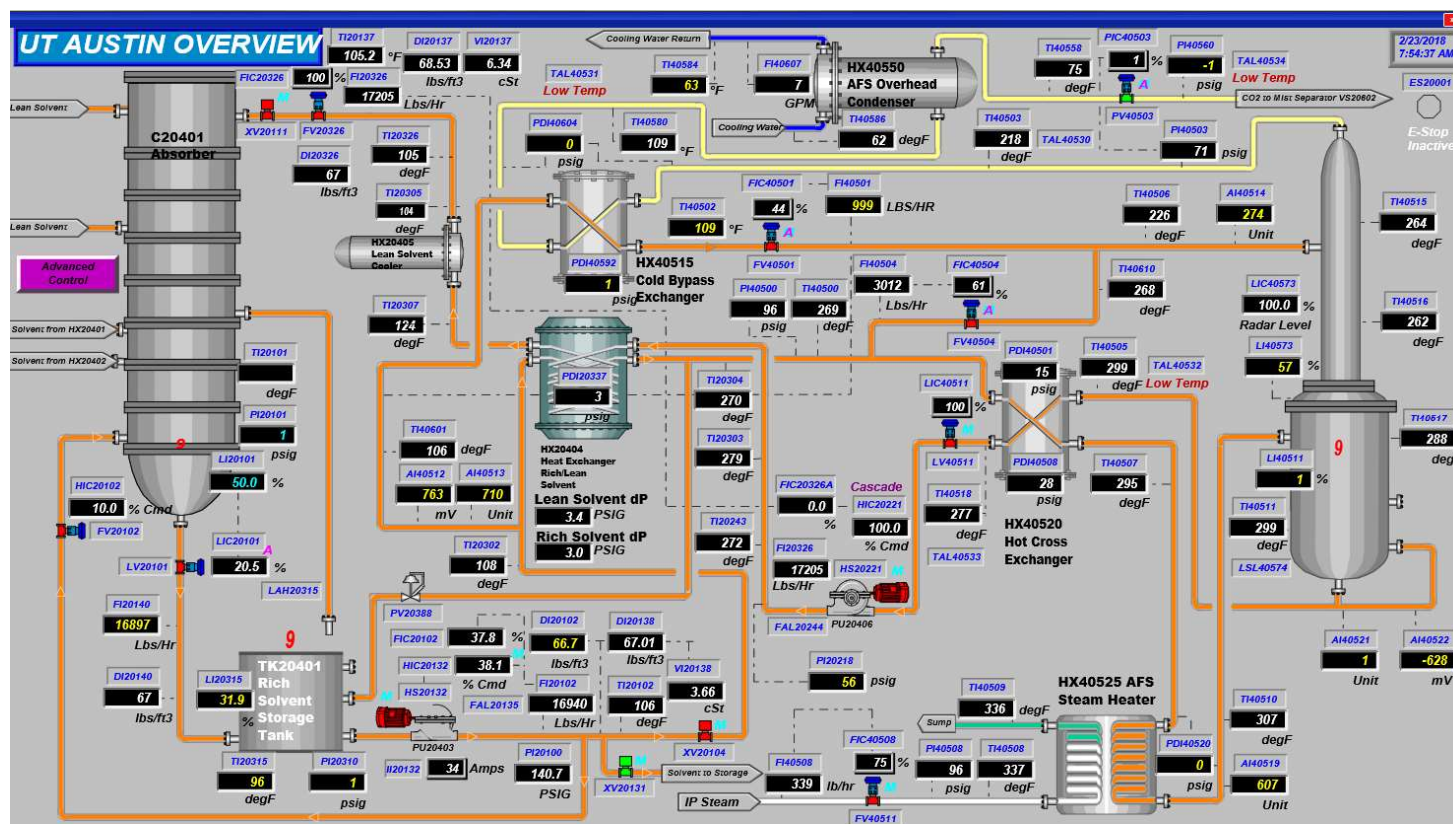 UT AUSTIN OVERVIEW
2/23/2018
7:54:37 AM
ES20001
E-Stop
Inactive
TI20137
105.2 °F
DI20137
68.53
lbs/ft3
VI20137
6.34
cSt
FIC20326
100 %
FI20326
17205
Lbs/Hr
M
XV20111
FV20326
DI20326
67
lbs/ft3
TI20326
105
degF
TI20305
104
degF
HX20405
Lean Solvent
Cooler
TI20307
124
degF
Lean Solvent
C20401
Absorber
Lean Solvent
Advanced
Control
Solvent from HX20401
Solvent from HX20402
TI20101
degF
PI20101
1
psig
9
LI20101
50.0 %
HIC20102
10.0 % Cmd
FV20102
LIC20101
A
20.5 %
LV20101
LAH20315
FI20140
16897
Lbs/Hr
DI20140
67
lbs/ft3
9
TK20401
Rich
Solvent
Storage
Tank
LI20315
31.9
%
TI20315
96
degF
PI20310
1
psig
Cooling Water Return
TAL40531
Low Temp
TI40584
63 °F
FI40607
7
GPM
HX40550
AFS Overhead
Condenser
Cooling Water
TI40586
62 degF
TI40558
75
degF
PIC40503
1 %
A
PV40503
PI40560
-1
psig
TAL40534
Low Temp
CO2 to Mist Separator VS20602
PDI40604
0
psig
TI40580
109 °F
TI40503
218
degF
TAL40530
PI40503
71 psig
TI40502
109 °F
FIC40501
44 %
A
FV40501
FI40501
999 LBS/HR
TI40506
226
degF
AI40514
274
Unit
TI40515
264
degF
PDI40592
1
psig
HX40515
Cold Bypass
Exchanger
PI40500
96
psig
TI40500
269
degF
FI40504
3012
Lbs/Hr
FIC40504
61 %
A
FV40504
TI40610
268
degF
LIC40573
100.0 %
Radar Level
TI40516
262
degF
LI40573
57 %
PDI20337
3
psig
HX20404
Heat Exchanger
Rich/Lean
Solvent
Lean Solvent dP
3.4 PSIG
Rich Solvent dP
3.0 PSIG
TI20304
270
degF
TI20303
279
degF
TI20243
272
degF
PDI40501
15
psig
TI40505
299
degF
TAL40532
Low Temp
LIC40511
100 %
M
LV40511
PDI40508
28
psig
TI40507
295
degF
HX40520
Hot Cross
Exchanger
TI40518
277
degF
TAL40533
TI40517
288
deg
9
LI40511
1 %
TI40511
299
degF
LSL40574
TI40601
106 degF
AI40512
763
mV
AI40513
710
Unit
TI20302
108
degF
FIC20326A
0.0
%
Cascade
HIC20221
100.0
% Cmd
FI20326
17205
Lbs/Hr
HS20221
M
PU20406
FAL20244
PI20218
56 psig
PV20388
FIC20102
37.8 %
HIC20132
38.1
M
% Cmd
HS20132
M
FAL20135
PU20403
II20132
34 Amps
DI20102
66.7
lbs/ft3
DI20138
67.01
lbs/ft3
FI20102
16940
Lbs/Hr
TI20102
106
degF
VI20138
3.66
cSt
M
XV20104
PI20100
140.7
PSIG
M
XV20131
Solvent to Storage
IP Steam
FI40508
339 lb/hr
FIC40508
75 %
M
FV40511
PI40508
96
psig
TI40508
337
degF
TI40509
336 degF
Sump
HX40525 AFS
Steam Heater
PDI40520
0
psig
AI40521
1
Unit
AI40522
-628
mV
TI40510
307
degF
AI40519
607
Unit